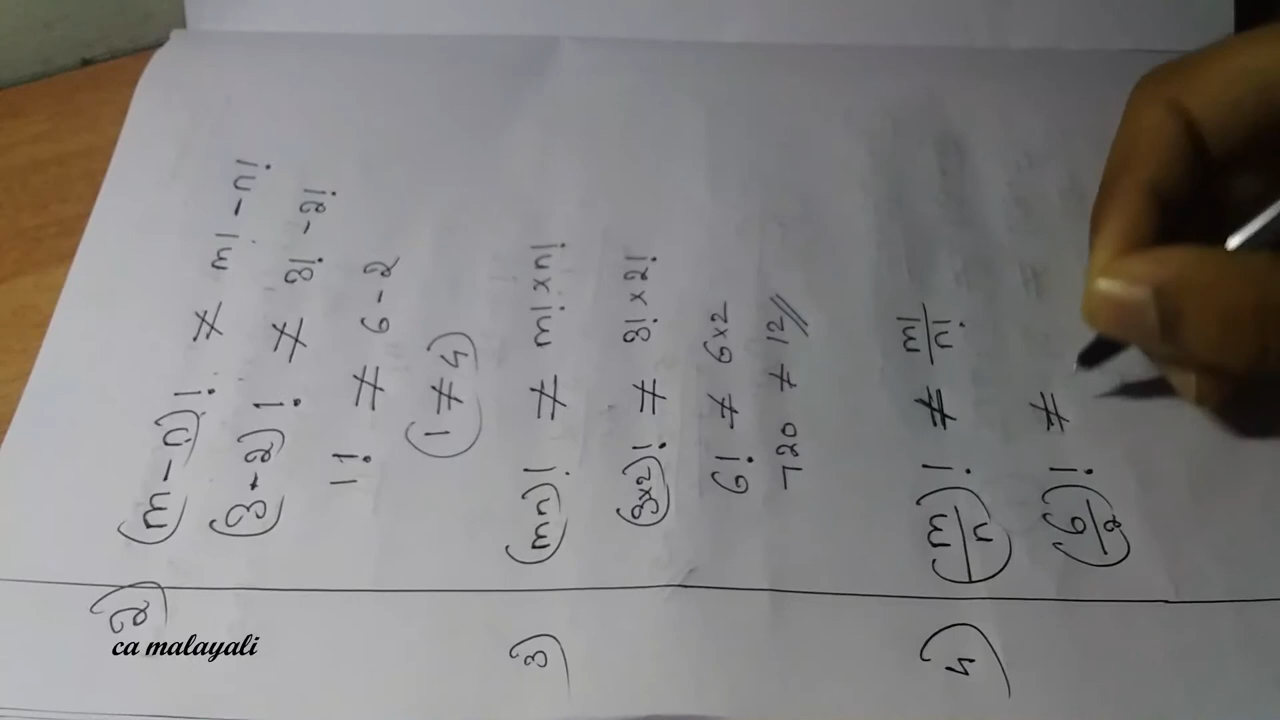 2) (m-n)! ≠ m! - n!
(3-2)! ≠ 3! - 2!
1! ≠ 6 - 2
(1 ≠ 4)
3) (mn)! ≠ m! × n!
(3×2)! ≠ 3! × 2!
6! ≠ 6×2
720 ≠ 12//
4) (m/n)! ≠ m!/n!
(6/2)! ≠
ca malayali